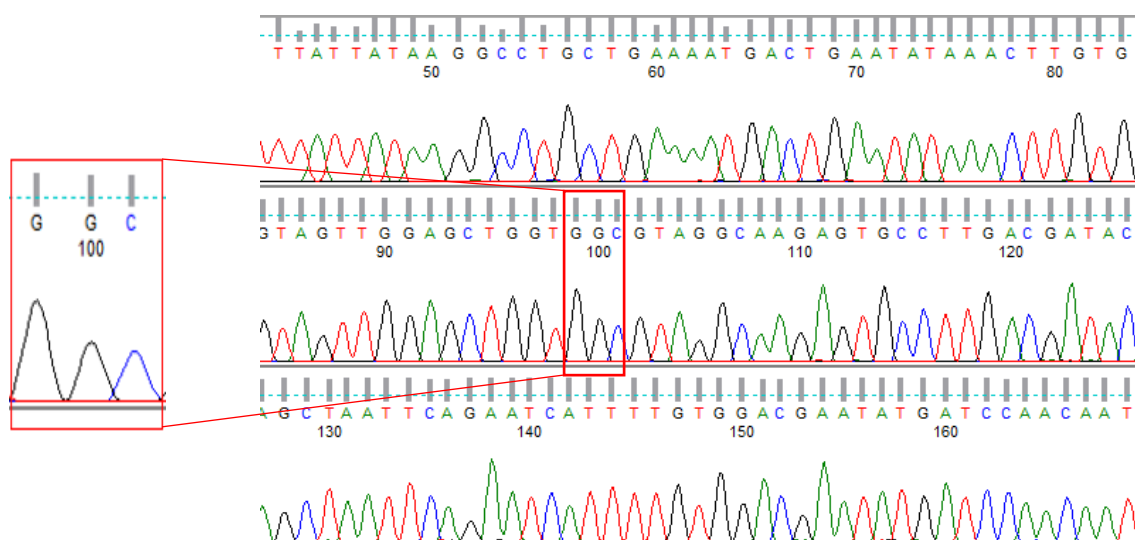 T T A T T A T A A G G C C T G C T G A A A A T G A C T G A A T A T A A A C T T G T G
50 60 70 80
G G C
100
G T A G T T G G A G C T G G T G G C G T A G G C A A G A G T G C C T T G A C G A T A C
90 100 110 120
A G C T A A T T C A G A A T C A T T T T G T G G A C G A A T A T G A T C C A A C A A T
130 140 150 160